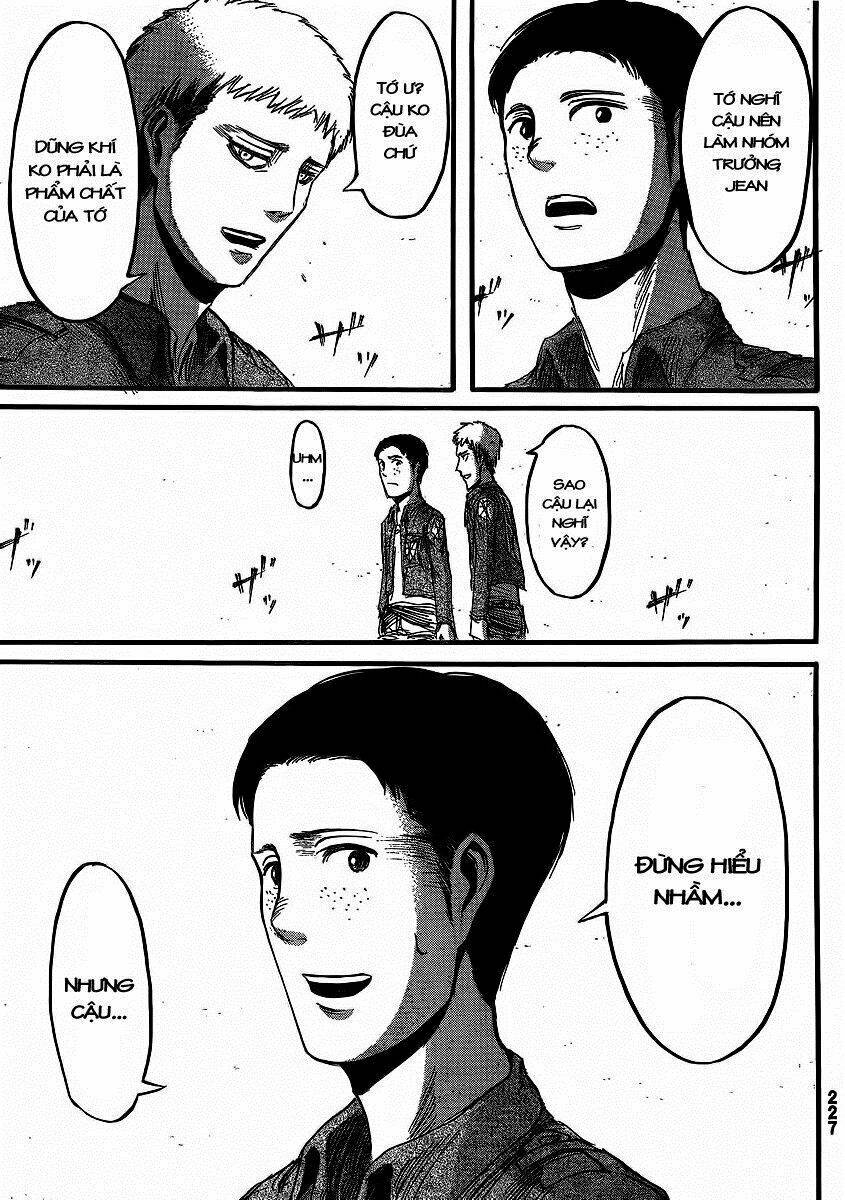 TỚ NGHĨ
CẬU NÊN
LÀM NHÓM
TRƯỞNG,
JEAN
TỚ Ư?
CẬU KO
ĐÙA
CHỨ
DŨNG KHÍ
KO PHẢI LÀ
PHẨM CHẤT
CỦA TỚ
SAO
CẬU LẠI
NGHĨ
VẬY?
UHM
...
ĐỪNG HIỂU
NHẦM...
NHƯNG
CẬU...
227